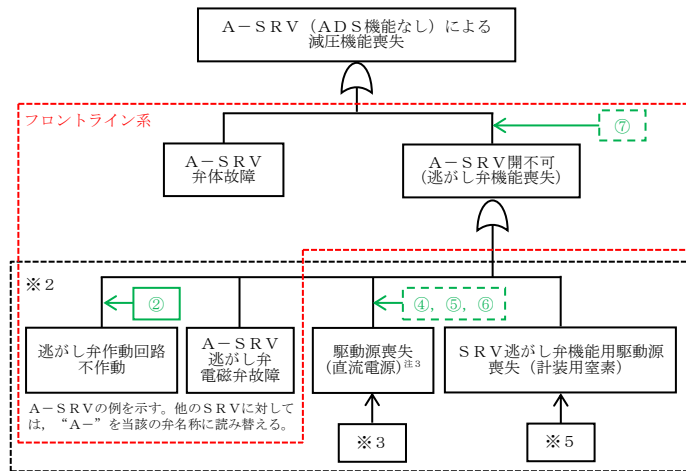 A－SRV（ADS機能なし）による
減圧機能喪失
フロントライン系
⑦
A－SRV
弁体故障
A－SRV開不可
（逃がし弁機能喪失）
※２
②
④，⑤，⑥
逃がし弁作動回路
不作動
A－SRV
逃がし弁
電磁弁故障
駆動源喪失
（直流電源）注３
SRV逃がし弁機能用駆動源
喪失（計装用窒素）
A－SRVの例を示す。他のSRVに対して
は，“A－”を当該の弁名称に読み替える。
※３
※５